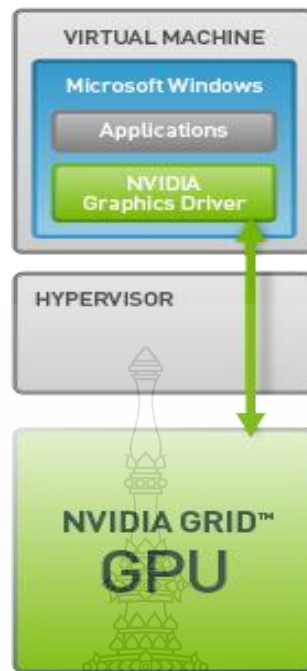 VIRTUAL MACHINE
Microsoft Windows
Applications
NVIDIA
Graphics Driver
HYPERVISOR
NVIDIA GRID™
GPU